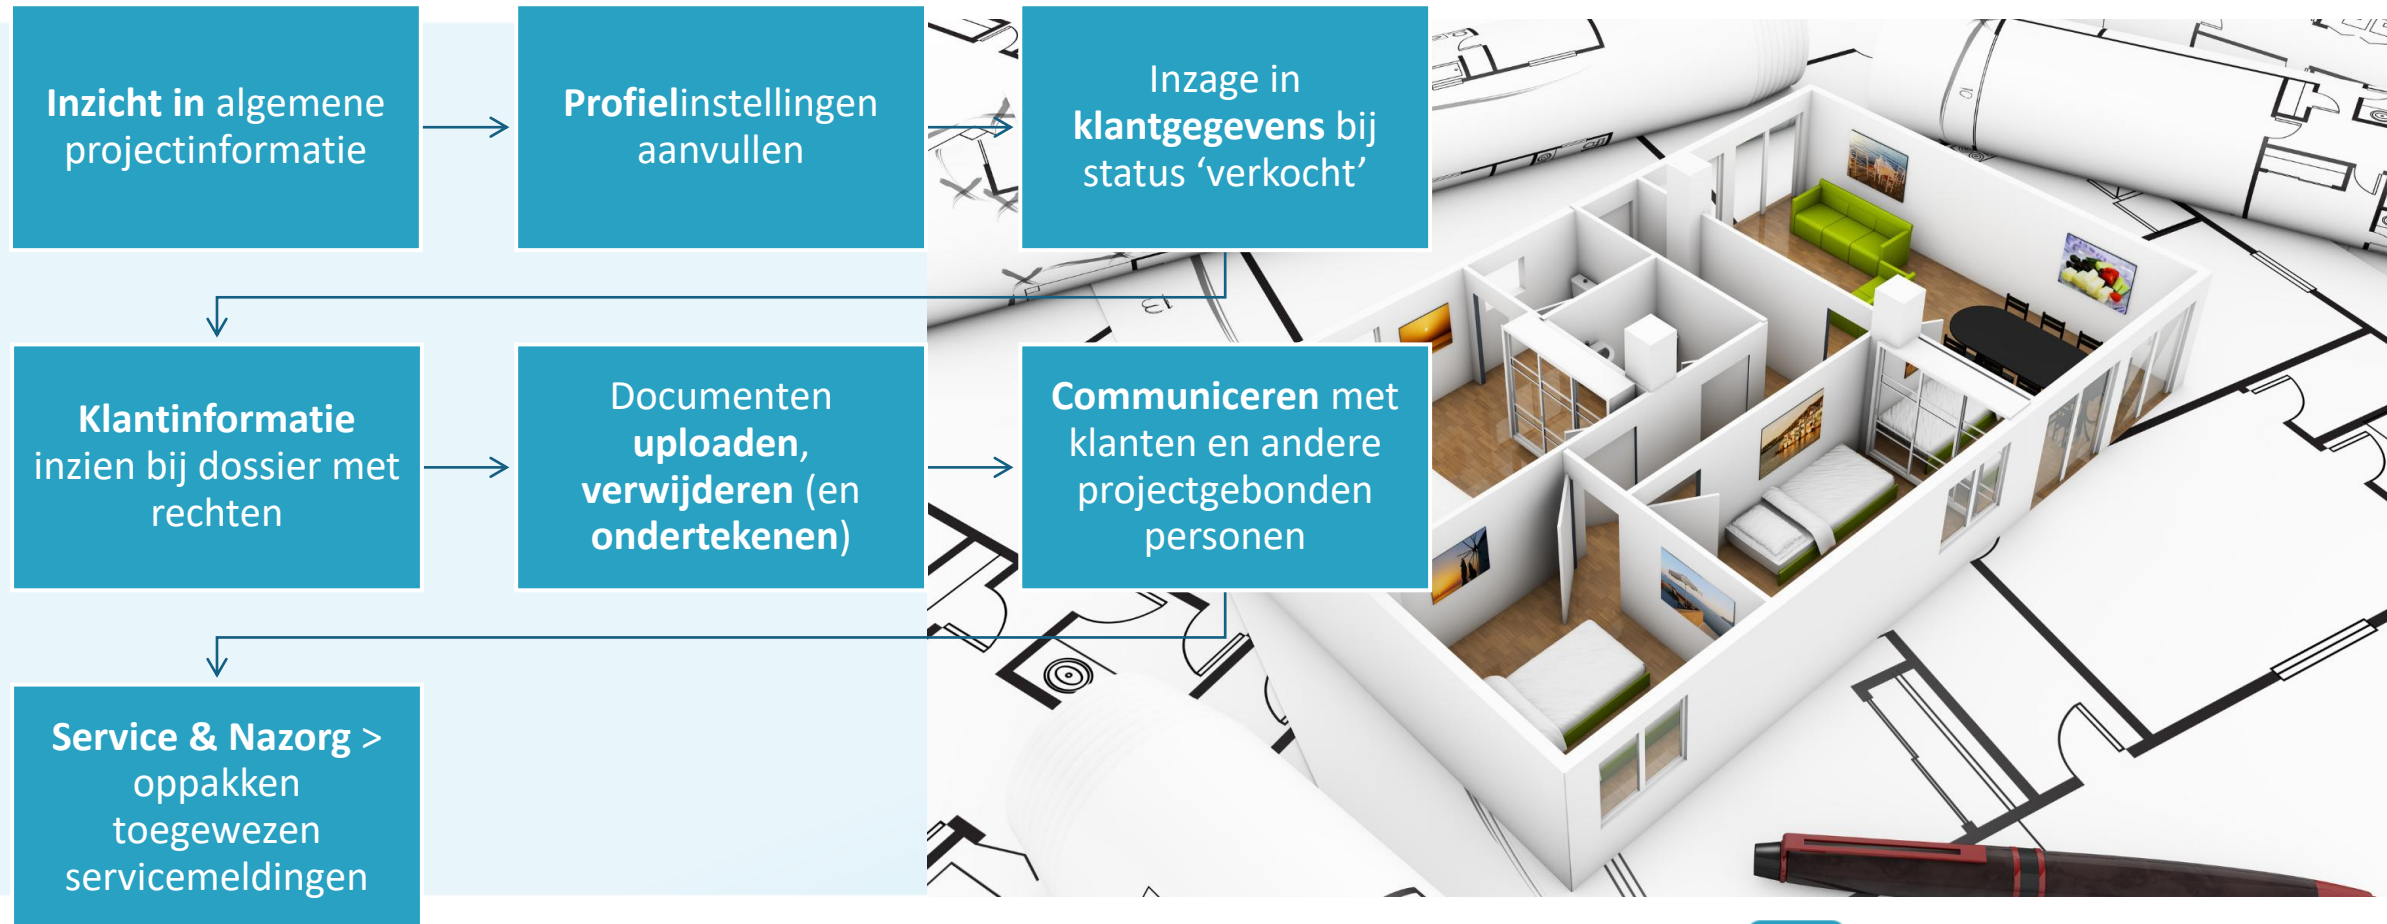 Inzicht in algemene
projectinformatie
Profielinstellingen
aanvullen
Inzage in
klantgegevens bij
status ‘verkocht’
Klantinformatie
inzien bij dossier met
rechten
Documenten
uploaden,
verwijderen (en
ondertekenen)
Communiceren met
klanten en andere
projectgebonden
personen
Service & Nazorg >
oppakken
toegewezen
servicemeldingen